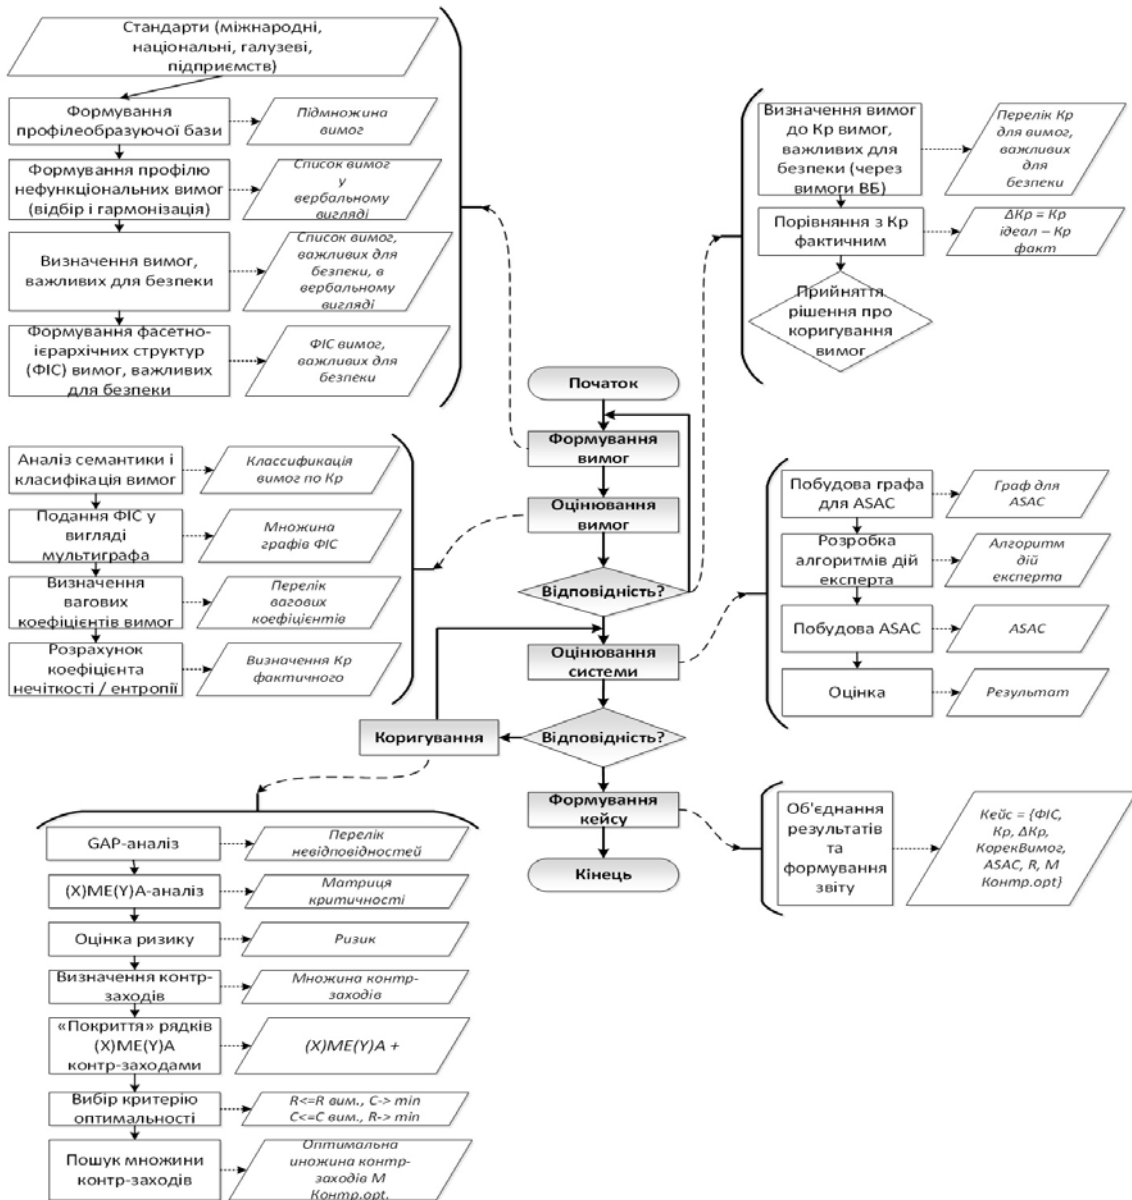 Стандарти (міжнародні,
національні, галузеві,
підприємств)
Формування
профілеобразуючої бази
Підмножина
вимог
Формування профілю
нефункціональних вимог
(відбір і гармонізація)
Список вимог
у
вербальному
вигляді
Визначення вимог,
важливих для безпеки
Список вимог,
важливих для
безпеки, в
вербальному
вигляді
Формування фасетно-
ієрархічних структур
(ФІС) вимог, важливих
для безпеки
ФІС вимог,
важливих для
безпеки
Визначення вимог
до Кр вимог,
важливих для
безпеки (через
вимоги ВБ)
Перелік Кр
для вимог,
важливих
для
безпеки
Порівняння з Кр
фактичним
ΔКр = Кр
ідеал – Кр
факт
Прийняття
рішення про
коригування
вимог
Початок
Формування
вимог
Оцінювання
вимог
Відповідність?
Оцінювання
системи
Відповідність?
Коригування
Формування
кейсу
Кінець
Аналіз семантики і
класифікація вимог
Классификація
вимог по Кр
Подання ФІС у
вигляді
мультиграфа
Множина
графів ФІС
Визначення
вагових
коефіцієнтів вимог
Перелік
вагових
коефіцієнтів
Розрахунок
коефіцієнта
нечіткості / ентропії
Визначення Кр
фактичного
Побудова графа
для ASAC
Граф для
ASAC
Розробка
алгоритмів дій
експерта
Алгоритм
дій
експерта
Побудова ASAC
ASAC
Оцінка
Результат
Об'єднання
результатів
та
формування
звіту
Кейс = {ФІС,
Кр, ΔКр,
КорекВимог,
ASAC, R, M
Контр.opt}
GAP-аналіз
Перелік
невідповідностей
(X)ME(Y)A-аналіз
Матриця
критичності
Оцінка ризику
Ризик
Визначення контр-
заходів
Множина контр-
заходів
«Покриття» рядків
(X)ME(Y)A
контр-заходами
(X)ME(Y)A +
Вибір критерію
оптимальності
R<=R вим., C-> min
C<=C вим., R-> min
Пошук множини
контр-заходів
Оптимальна
иножина контр-
заходів М
Контр.opt.